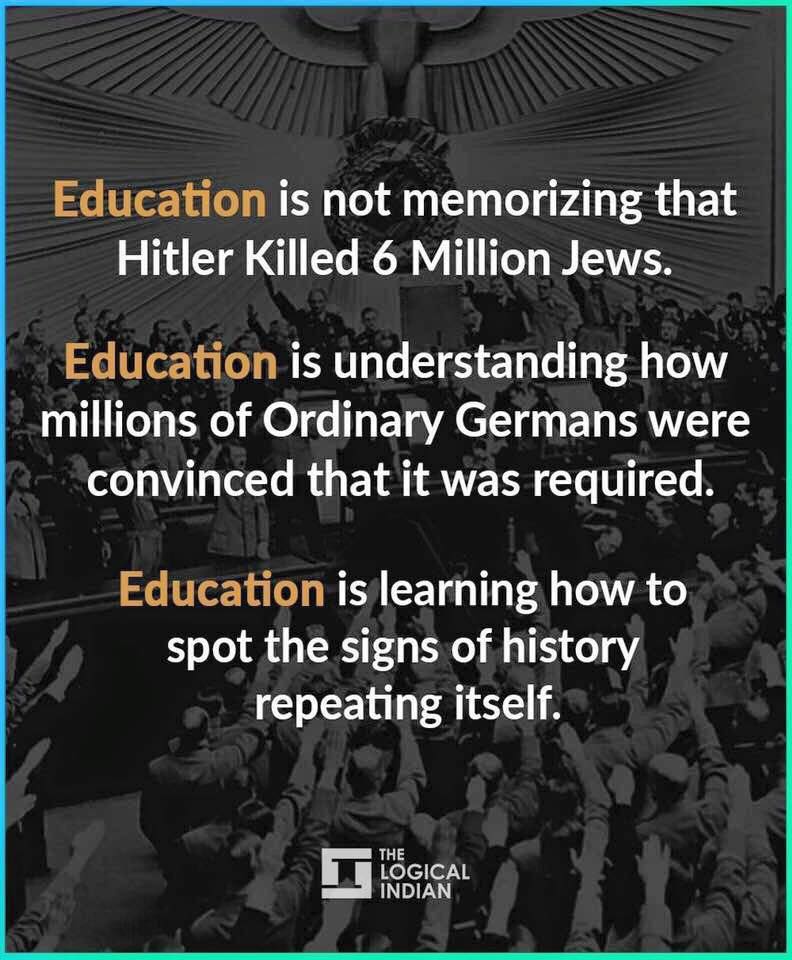 Education is not memorizing that
Hitler Killed 6 Million Jews.
Education is understanding how
millions of Ordinary Germans were
convinced that it was required.
Education is learning how to
spot the signs of history
repeating itself.
THE
LOGICAL
INDIAN